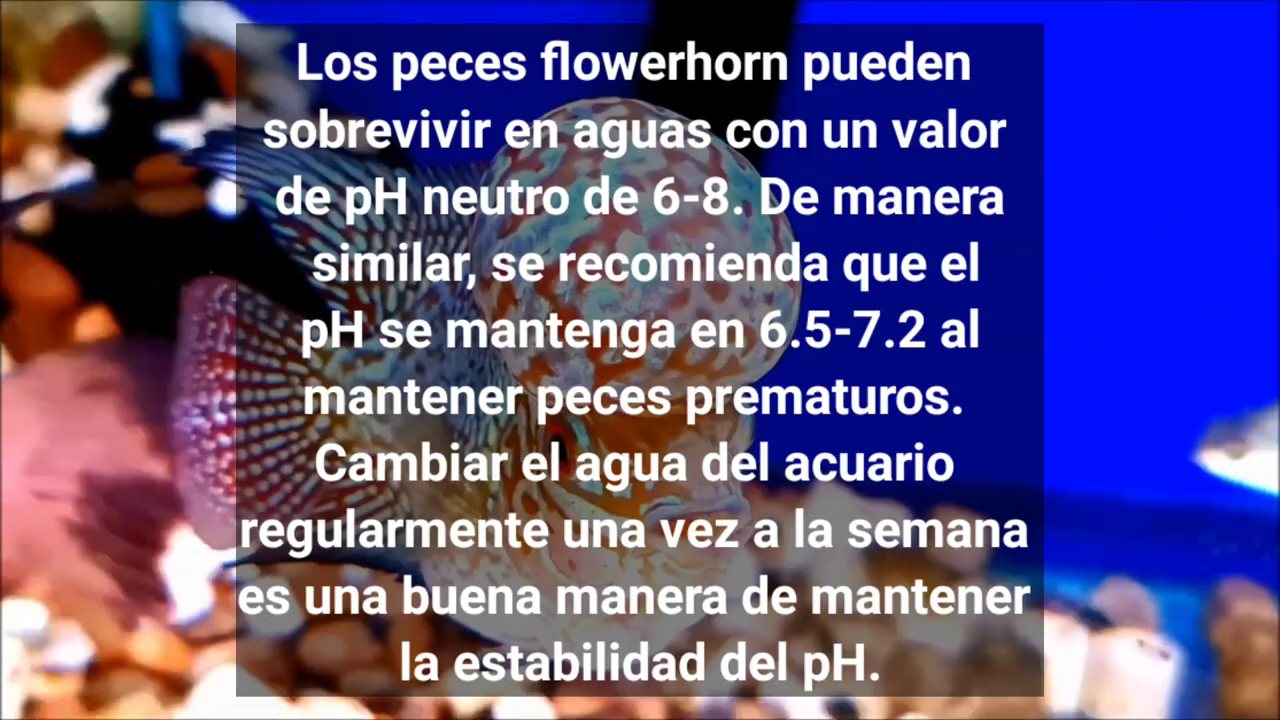 Los peces flowerhorn pueden
sobrevivir en aguas con un valor
de pH neutro de 6-8. De manera
similar, se recomienda que el
pH se mantenga en 6.5-7.2 al
mantener peces prematuros.
Cambiar el agua del acuario
regularmente una vez a la semana
es una buena manera de mantener
la estabilidad del pH.